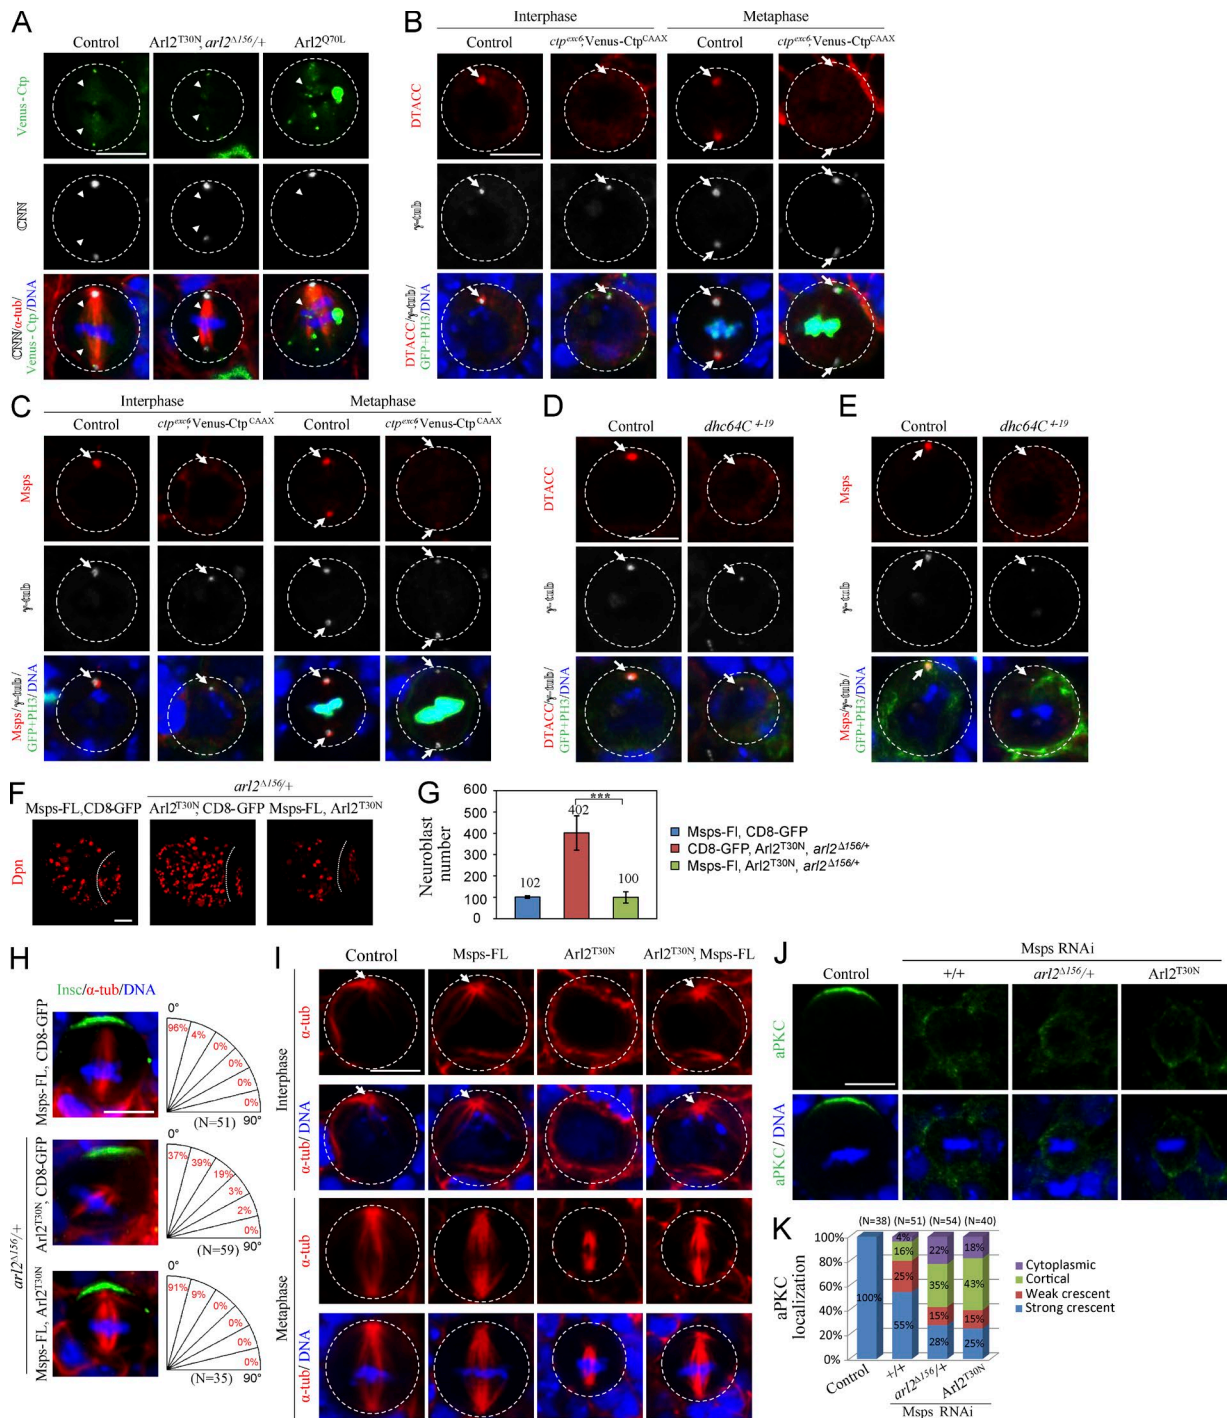 A
Control
Arl2T30N, arl2Δ156/+
Arl2Q70L
Venus-Ctp
CNN
CNN/α-tub/
Venus-Ctp/DNA
B
Interphase
Metaphase
Control
ctpexc6;Venus-CtpCAAX
Control
ctpexc6;Venus-CtpCAAX
DTACC
γ-tub
DTACC/γ-tub/
GFP+PH3/DNA
C
Interphase
Metaphase
Control
ctpexc6;Venus-CtpCAAX
Control
ctpexc6;Venus-CtpCAAX
Msps
γ-tub
Msps/γ-tub/
GFP+PH3/DNA
D
Control
dhc64C4-19
DTACC
γ-tub
DTACC/γ-tub/
GFP+PH3/DNA
E
Control
dhc64C4-19
Msps
γ-tub
Msps/γ-tub/
GFP+PH3/DNA
F
arl2Δ156/+
Msps-FL,CD8-GFP
Arl2T30N, CD8-GFP
Msps-FL, Arl2T30N
Dpn
G
Neuroblast
number
600
500
400
300
200
100
0
102
402
100
***
Msps-Fl, CD8-GFP
CD8-GFP, Arl2T30N, arl2Δ156/+
Msps-Fl, Arl2T30N, arl2Δ156/+
H
Insc/α-tub/DNA
Msps-FL, CD8-GFP
0°
96%
4%
0%
0%
0%
0%
(N=51)
90°
arl2Δ156/+
Arl2T30N, CD8-GFP
0°
37%
39%
19%
3%
2%
0%
(N=59)
90°
Msps-FL, Arl2T30N
0°
91%
9%
0%
0%
0%
0%
(N=35)
90°
I
Control
Msps-FL
Arl2T30N
Arl2T30N, Msps-FL
Interphase
α-tub
α-tub/DNA
Metaphase
α-tub
α-tub/DNA
J
Msps RNAi
Control
+/+
arl2Δ156/+
Arl2T30N
aPKC
aPKC/DNA
K
(N=38)
(N=51)
(N=54)
(N=40)
aPKC
localization
100%
80%
60%
40%
20%
0%
100%
4%
16%
25%
55%
22%
35%
15%
28%
18%
43%
15%
25%
Cytoplasmic
Cortical
Weak crescent
Strong crescent
Control
+/+
arl2Δ156/+
Arl2T30N
Msps RNAi